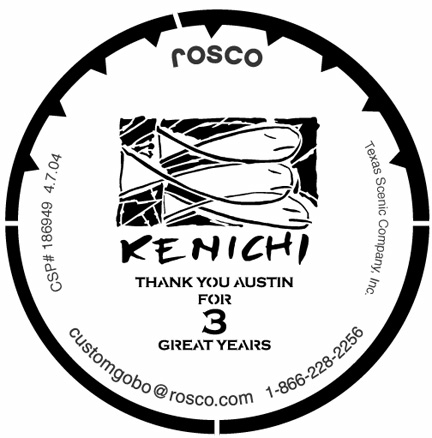 rosco
CSP# 186949 4.7.04
Texas Scenic Company, Inc.
KENICHI
THANK YOU AUSTIN
FOR
3
GREAT YEARS
customgobo@rosco.com 1-866-228-2256